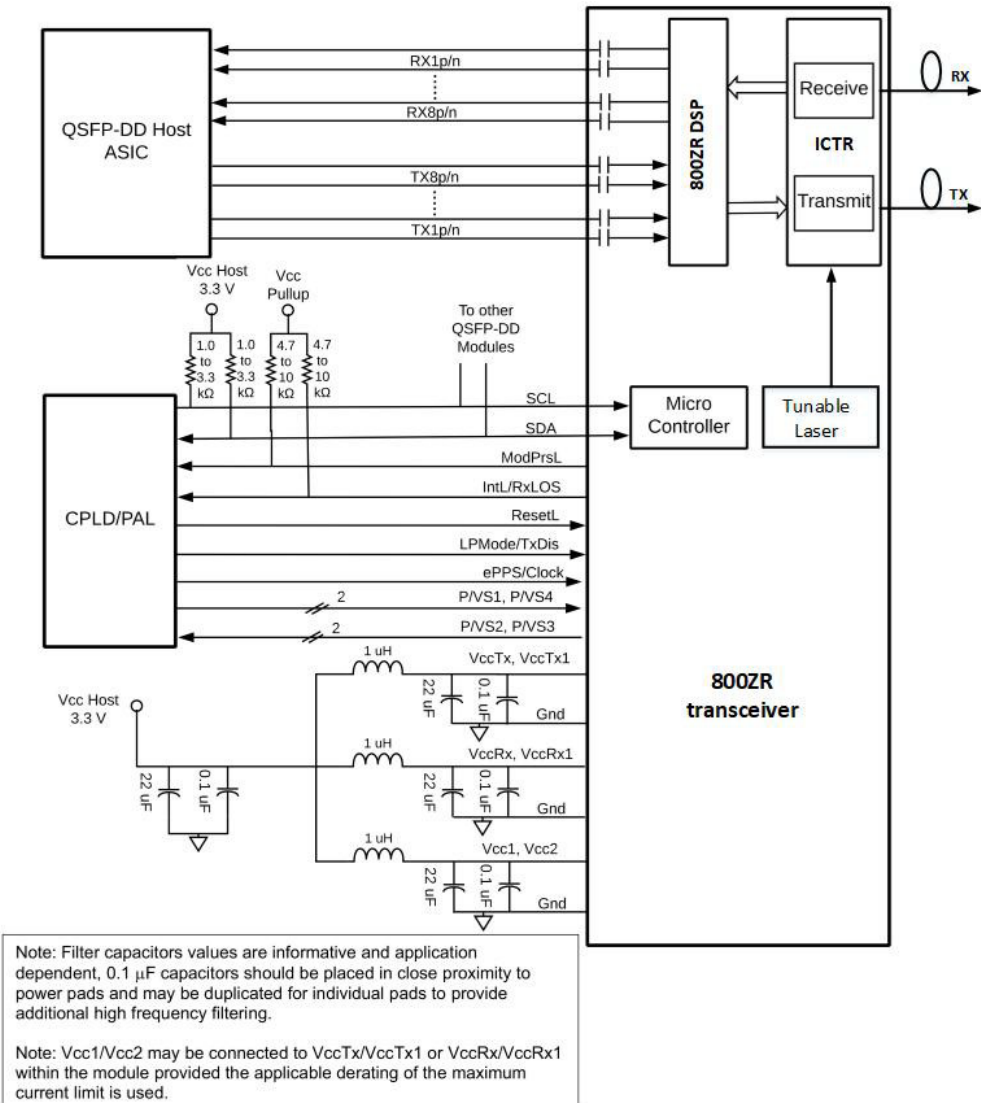 RX1p/n
RX8p/n
QSFP-DD Host
ASIC
TX8p/n
TX1p/n
800ZR DSP
Receive
ICTR
Transmit
RX
TX
Vcc Host
3.3 V
Vcc
Pullup
To other
QSFP-DD
Modules
1.0
to
3.3
kΩ
1.0
to
3.3
kΩ
4.7
to
10
kΩ
4.7
to
10
kΩ
SCL
SDA
ModPrsL
IntL/RxLOS
ResetL
LPMode/TxDis
ePPS/Clock
2
P/VS1, P/VS4
2
P/VS2, P/VS3
CPLD/PAL
Micro
Controller
Tunable
Laser
800ZR
transceiver
Vcc Host
3.3 V
22 uF
0.1 uF
1 uH
VccTx, VccTx1
22 uF
0.1 uF
Gnd
1 uH
VccRx, VccRx1
22 uF
0.1 uF
Gnd
1 uH
Vcc1, Vcc2
22 uF
0.1 uF
Gnd
Note: Filter capacitors values are informative and application
dependent, 0.1 μF capacitors should be placed in close proximity to
power pads and may be duplicated for individual pads to provide
additional high frequency filtering.
Note: Vcc1/Vcc2 may be connected to VccTx/VccTx1 or VccRx/VccRx1
within the module provided the applicable derating of the maximum
current limit is used.